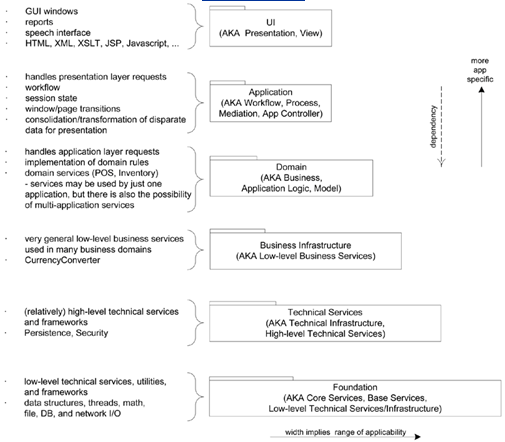 · GUI windows
· reports
· speech interface
· HTML, XML, XSLT, JSP, Javascript, ...
UI
(AKA Presentation, View)
· handles presentation layer requests
· workflow
· session state
· window/page transitions
· consolidation/transformation of disparate
data for presentation
Application
(AKA Workflow, Process,
Mediation, App Controller)
more
app
specific
dependency
· handles application layer requests
· implementation of domain rules
· domain services (POS, Inventory)
- services may be used by just one
application, but there is also the possibility
of multi-application services
Domain
(AKA Business,
Application Logic, Model)
· very general low-level business services
used in many business domains
· CurrencyConverter
Business Infrastructure
(AKA Low-level Business Services)
· (relatively) high-level technical services
and frameworks
· Persistence, Security
Technical Services
(AKA Technical Infrastructure,
High-level Technical Services)
· low-level technical services, utilities,
and frameworks
· data structures, threads, math,
file, DB, and network I/O
Foundation
(AKA Core Services, Base Services,
Low-level Technical Services/Infrastructure)
width implies range of applicability